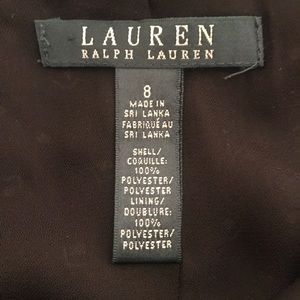 LAUREN
RALPH LAUREN
8
MADE IN
SRI LANKA
FABRIQUÉ AU
SRI LANKA
SHELL/
COQUILLE:
100%
POLYESTER/
POLYESTER
LINING/
DOUBLURE:
100%
POLYESTER/
POLYESTER